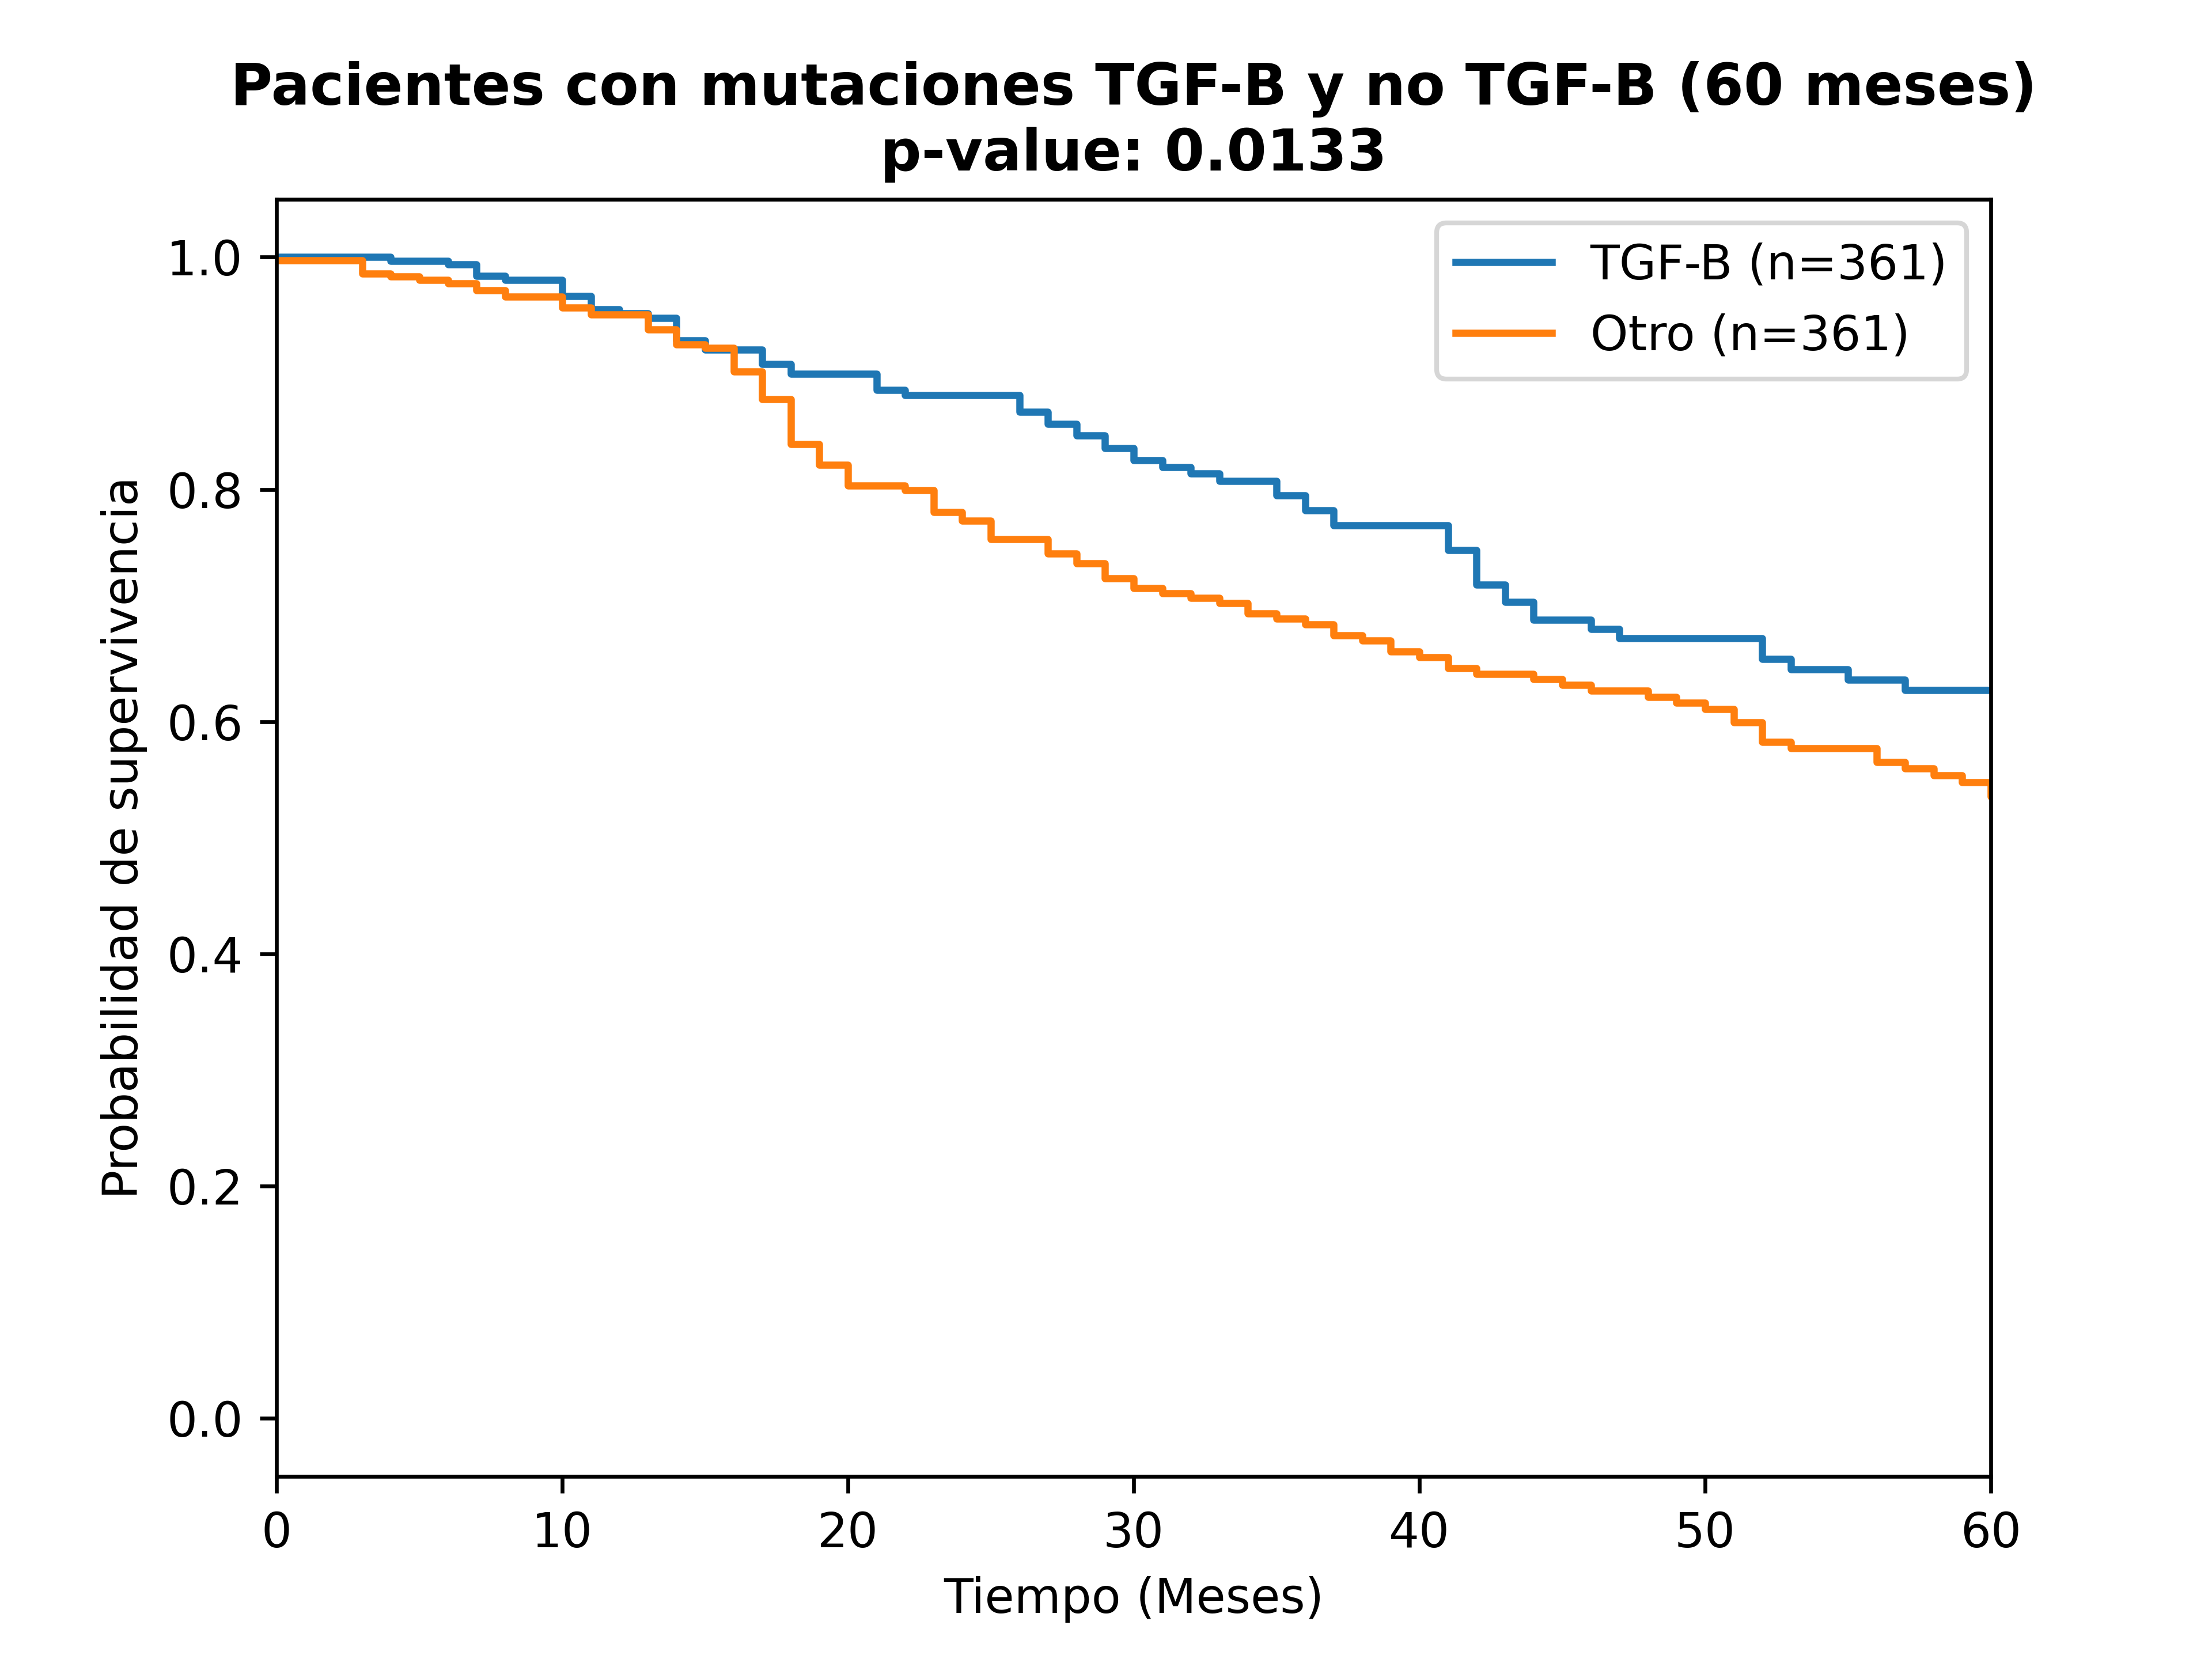 Pacientes con mutaciones TGF-B y no TGF-B (60 meses)
p-value: 0.0133
TGF-B (n=361)
Otro (n=361)
Probabilidad de supervivencia
1.0
0.8
0.6
0.4
0.2
0.0
0 10 20 30 40 50 60
Tiempo (Meses)